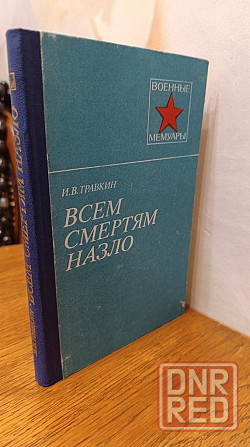 ВОЕННЫЕ
МЕМУАРЫ
И.В.ТРАВКИН
ВСЕМ
СМЕРТЯМ
НАЗЛО
DNR
RED